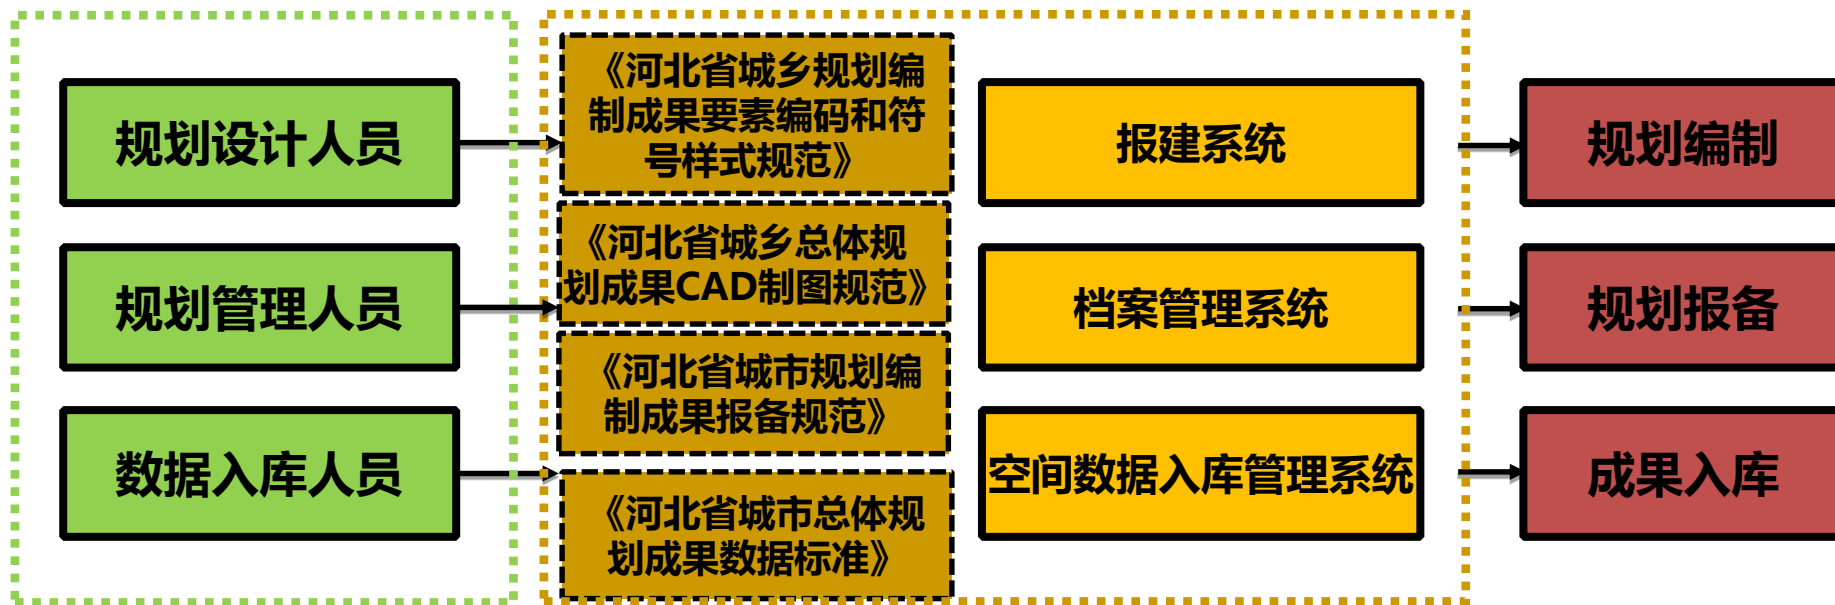 规划设计人员
规划管理人员
数据入库人员
《河北省城乡规划编
制成果要素编码和符
号样式规范》
《河北省城乡总体规
划成果CAD制图规范》
《河北省城市规划编
制成果报备规范》
《河北省城市总体规
划成果数据标准》
报建系统
档案管理系统
空间数据入库管理系统
规划编制
规划报备
成果入库